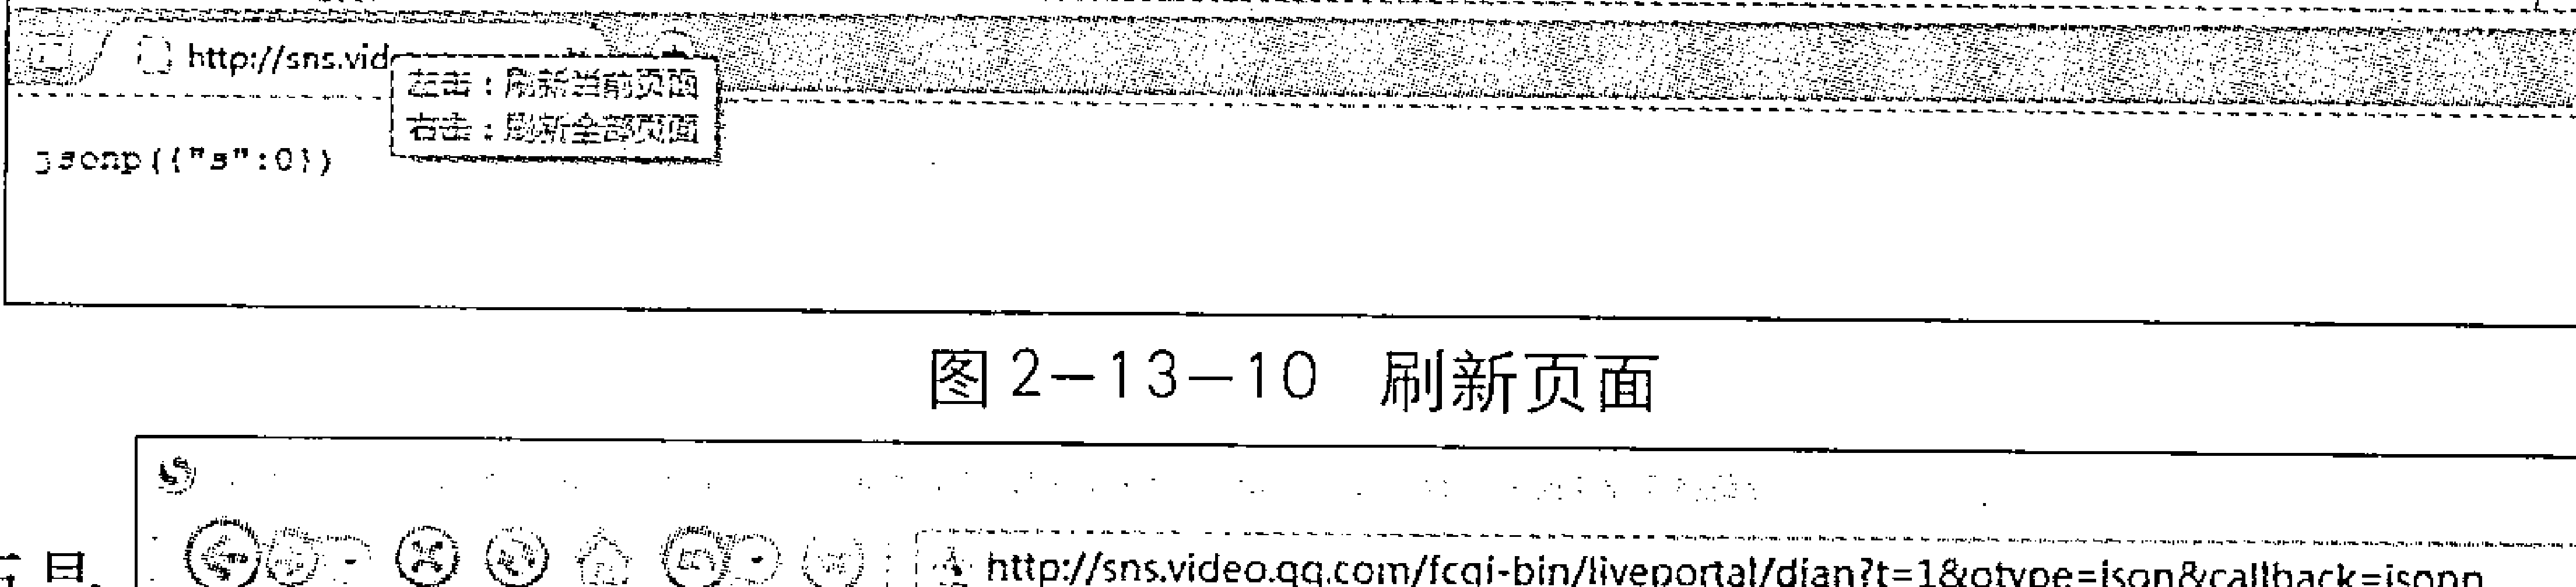 http://sns.vid
左击：刷新当前页面
右击：刷新全部页面
jsonp({"s":0})
图 2-13-10 刷新页面
http://sns.video.qq.com/fcgi-bin/liveportal/dian?t=1&otype=json&callback=jsonp